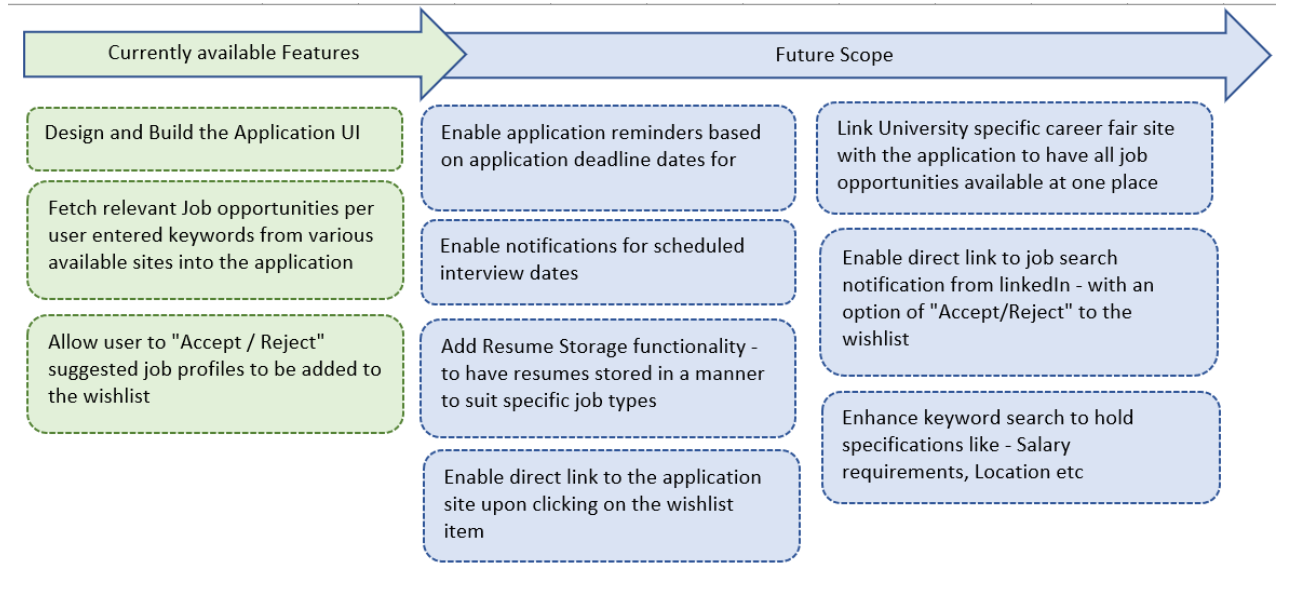 Currently available Features
Future Scope
Design and Build the Application UI
Fetch relevant Job opportunities per
user entered keywords from various
available sites into the application
Allow user to "Accept / Reject"
suggested job profiles to be added to
the wishlist
Enable application reminders based
on application deadline dates for
Enable notifications for scheduled
interview dates
Add Resume Storage functionality -
to have resumes stored in a manner
to suit specific job types
Enable direct link to the application
site upon clicking on the wishlist
item
Link University specific career fair site
with the application to have all job
opportunities available at one place
Enable direct link to job search
notification from linkedIn - with an
option of "Accept/Reject" to the
wishlist
Enhance keyword search to hold
specifications like - Salary
requirements, Location etc